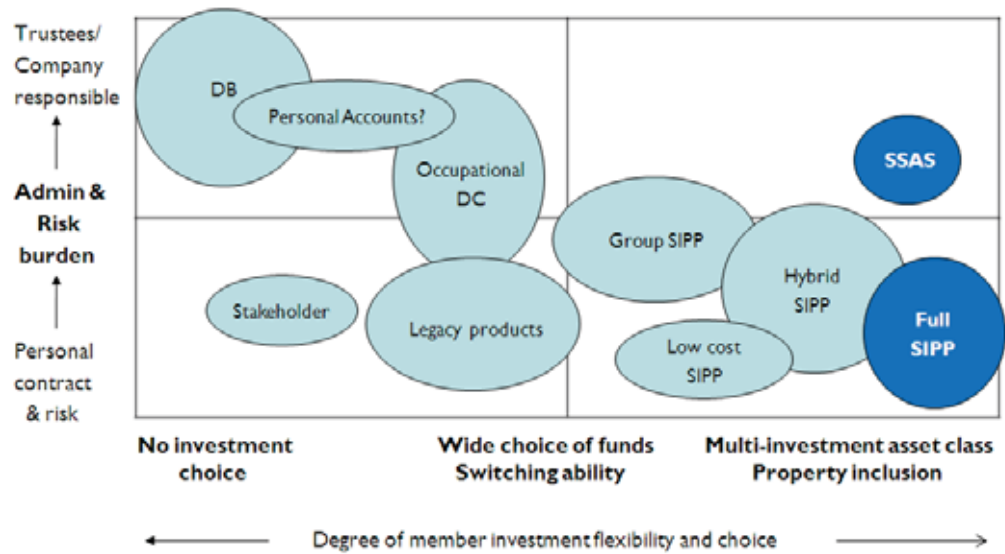 Trustees/
Company
responsible
Admin &
Risk
burden
Personal
contract
& risk
DB
Personal Accounts?
Occupational
DC
SSAS
Group SIPP
Hybrid
SIPP
Stakeholder
Legacy products
Low cost
SIPP
Full
SIPP
No investment
choice
Wide choice of funds
Switching ability
Multi-investment asset class
Property inclusion
Degree of member investment flexibility and choice